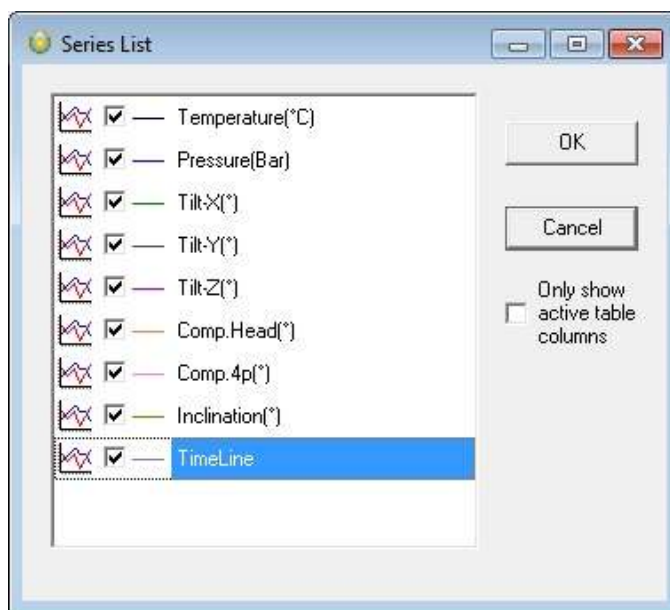 Series List
Temperature(°C)
Pressure(Bar)
Tilt-X(°)
Tilt-Y(°)
Tilt-Z(°)
Comp.Head(°)
Comp.4p(°)
Inclination(°)
TimeLine
OK
Cancel
Only show
active table
columns